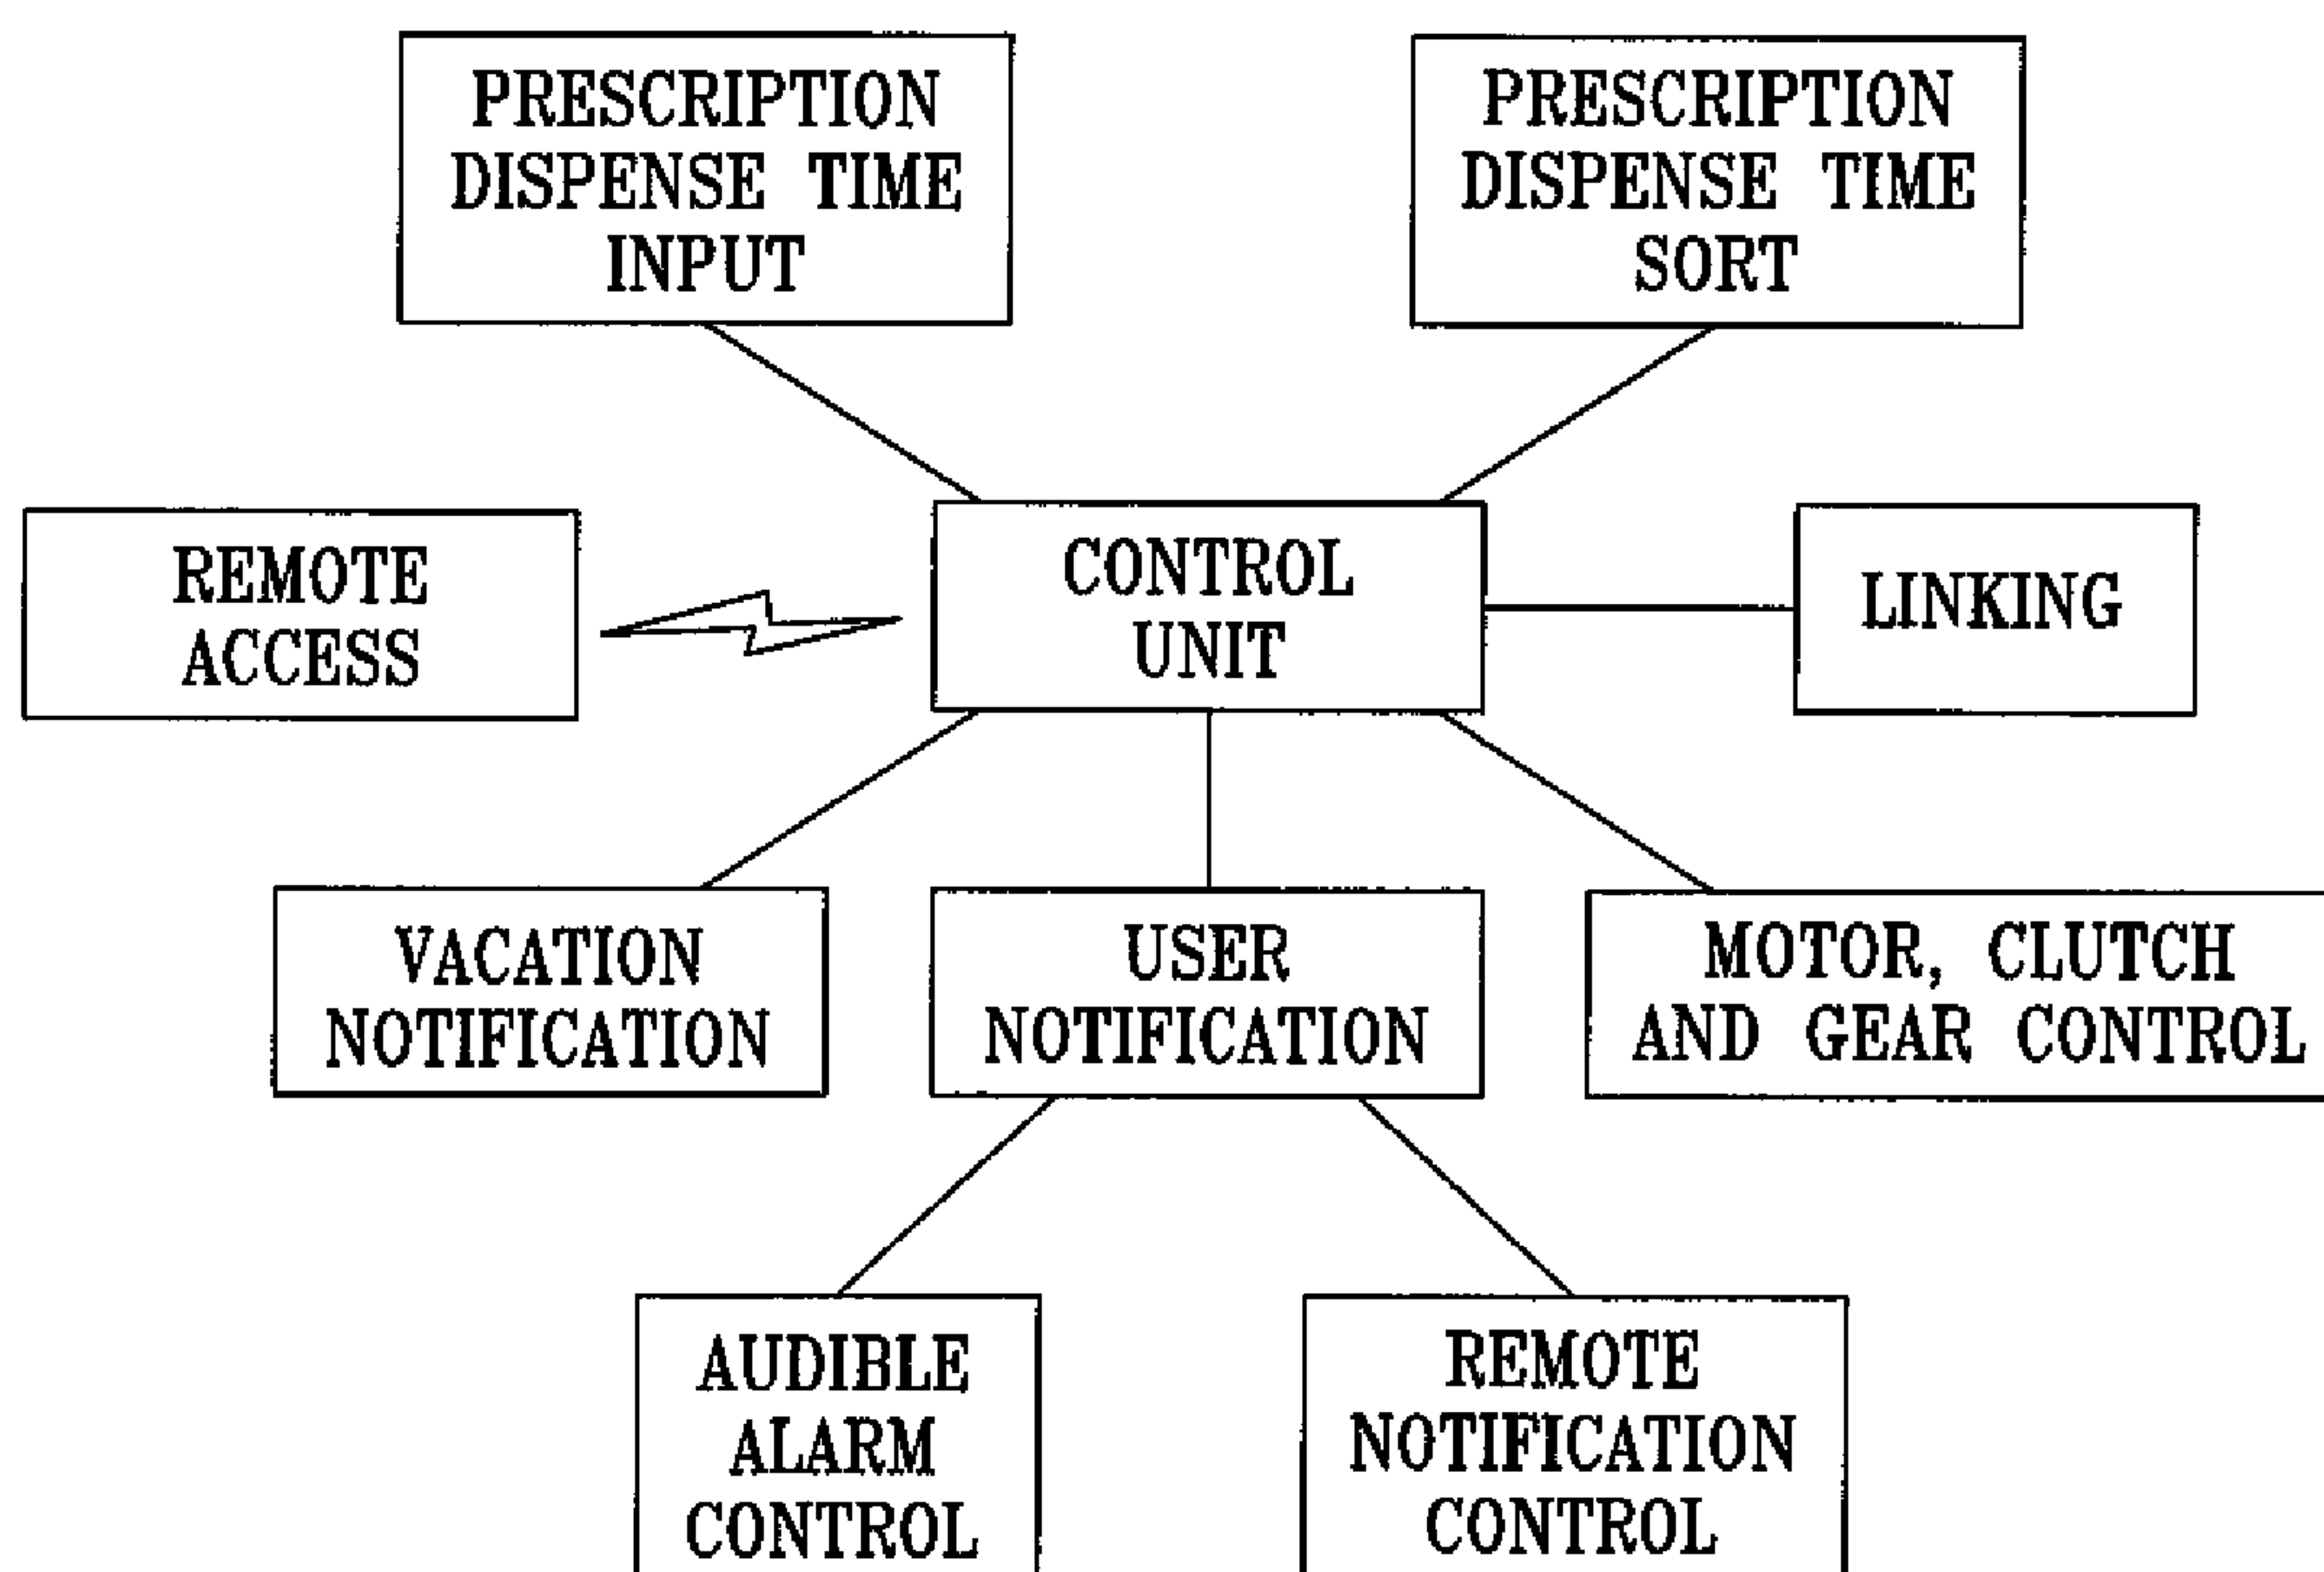 PRESCRIPTION
DISPENSE TIME
INPUT
PRESCRIPTION
DISPENSE TIME
SORT
REMOTE
ACCESS
CONTROL
UNIT
LINKING
VACATION
NOTIFICATION
USER
NOTIFICATION
MOTOR, CLUTCH
AND GEAR CONTROL
AUDIBLE
ALARM
CONTROL
REMOTE
NOTIFICATION
CONTROL